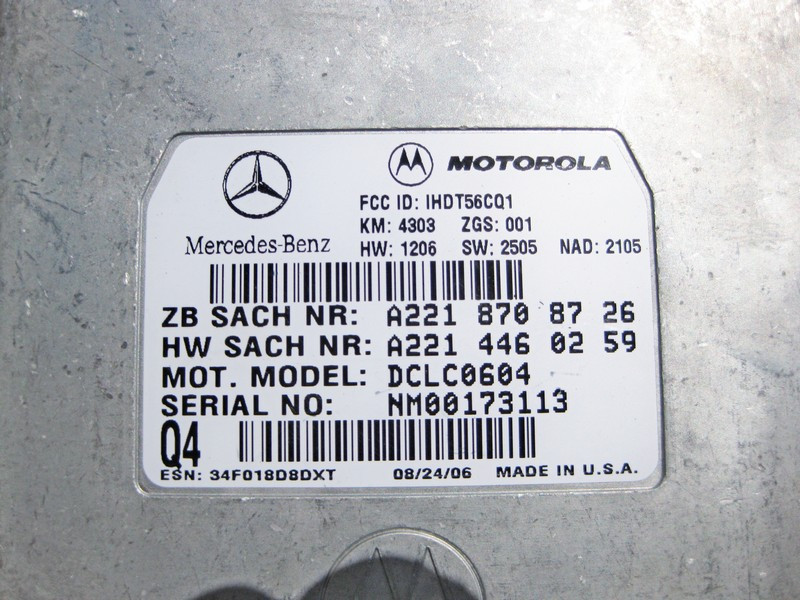 MOTOROLA
FCC ID: IHDT56CQ1
KM: 4303 ZGS: 001
Mercedes-Benz
HW: 1206 SW: 2505 NAD: 2105
ZB SACH NR: A221 870 87 26
HW SACH NR: A221 446 02 59
MOT. MODEL: DCLC0604
SERIAL NO: NM00173113
Q4
ESN: 34F018D8DXT 08/24/06 MADE IN U.S.A.